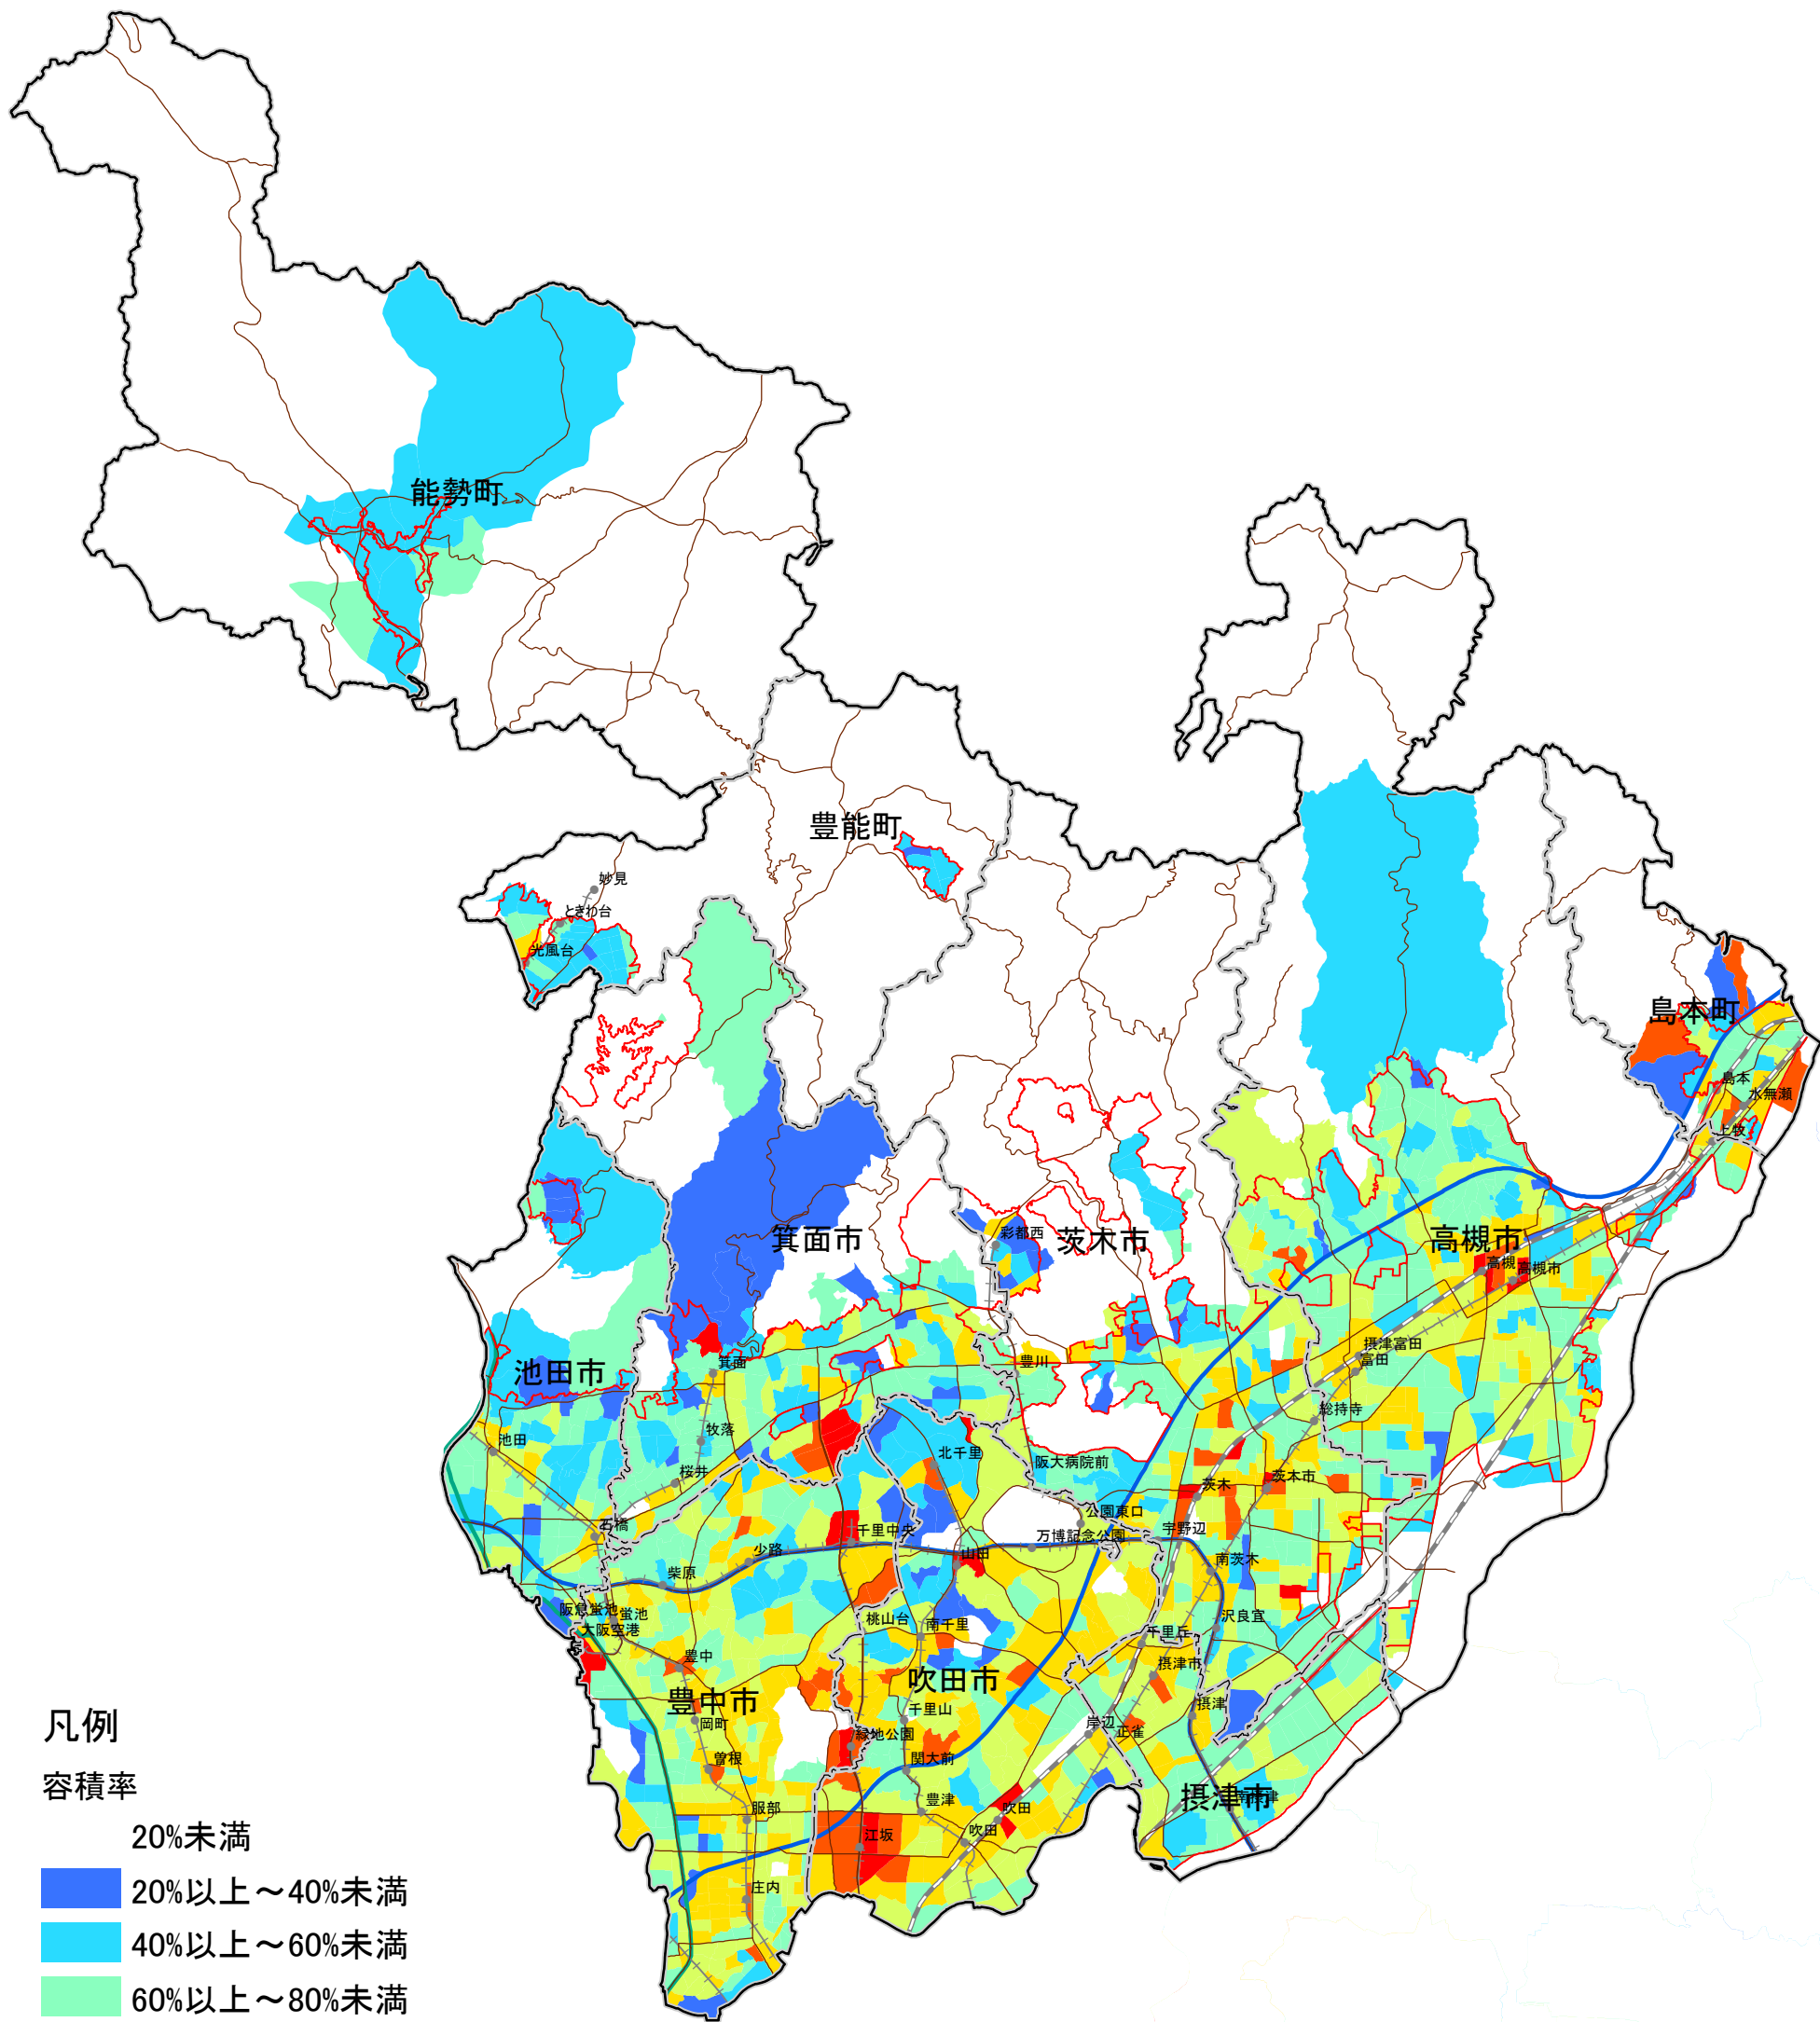 能勢町
豊能町
妙見
ときわ台
光風台
島本町
島本
水無瀬
上牧
箕面市
彩都西
茨木市
高槻市
高槻
高槻市
池田市
箕面
豊川
摂津富田
富田
総持寺
池田
牧落
北千里
阪大病院前
桜井
茨木
茨木市
石橋
千里中央
公園東口
万博記念公園
宇野辺
少路
山田
南茨木
柴原
阪急蛍池
蛍池
大阪空港
桃山台
南千里
沢良宜
千里丘
豊中
摂津市
吹田市
豊中市
岡町
千里山
摂津
緑地公園
岸辺
正雀
曽根
関大前
摂津市
南摂津
服部
豊津
吹田
江坂
吹田
庄内
凡例
容積率
20%未満
20%以上～40%未満
40%以上～60%未満
60%以上～80%未満